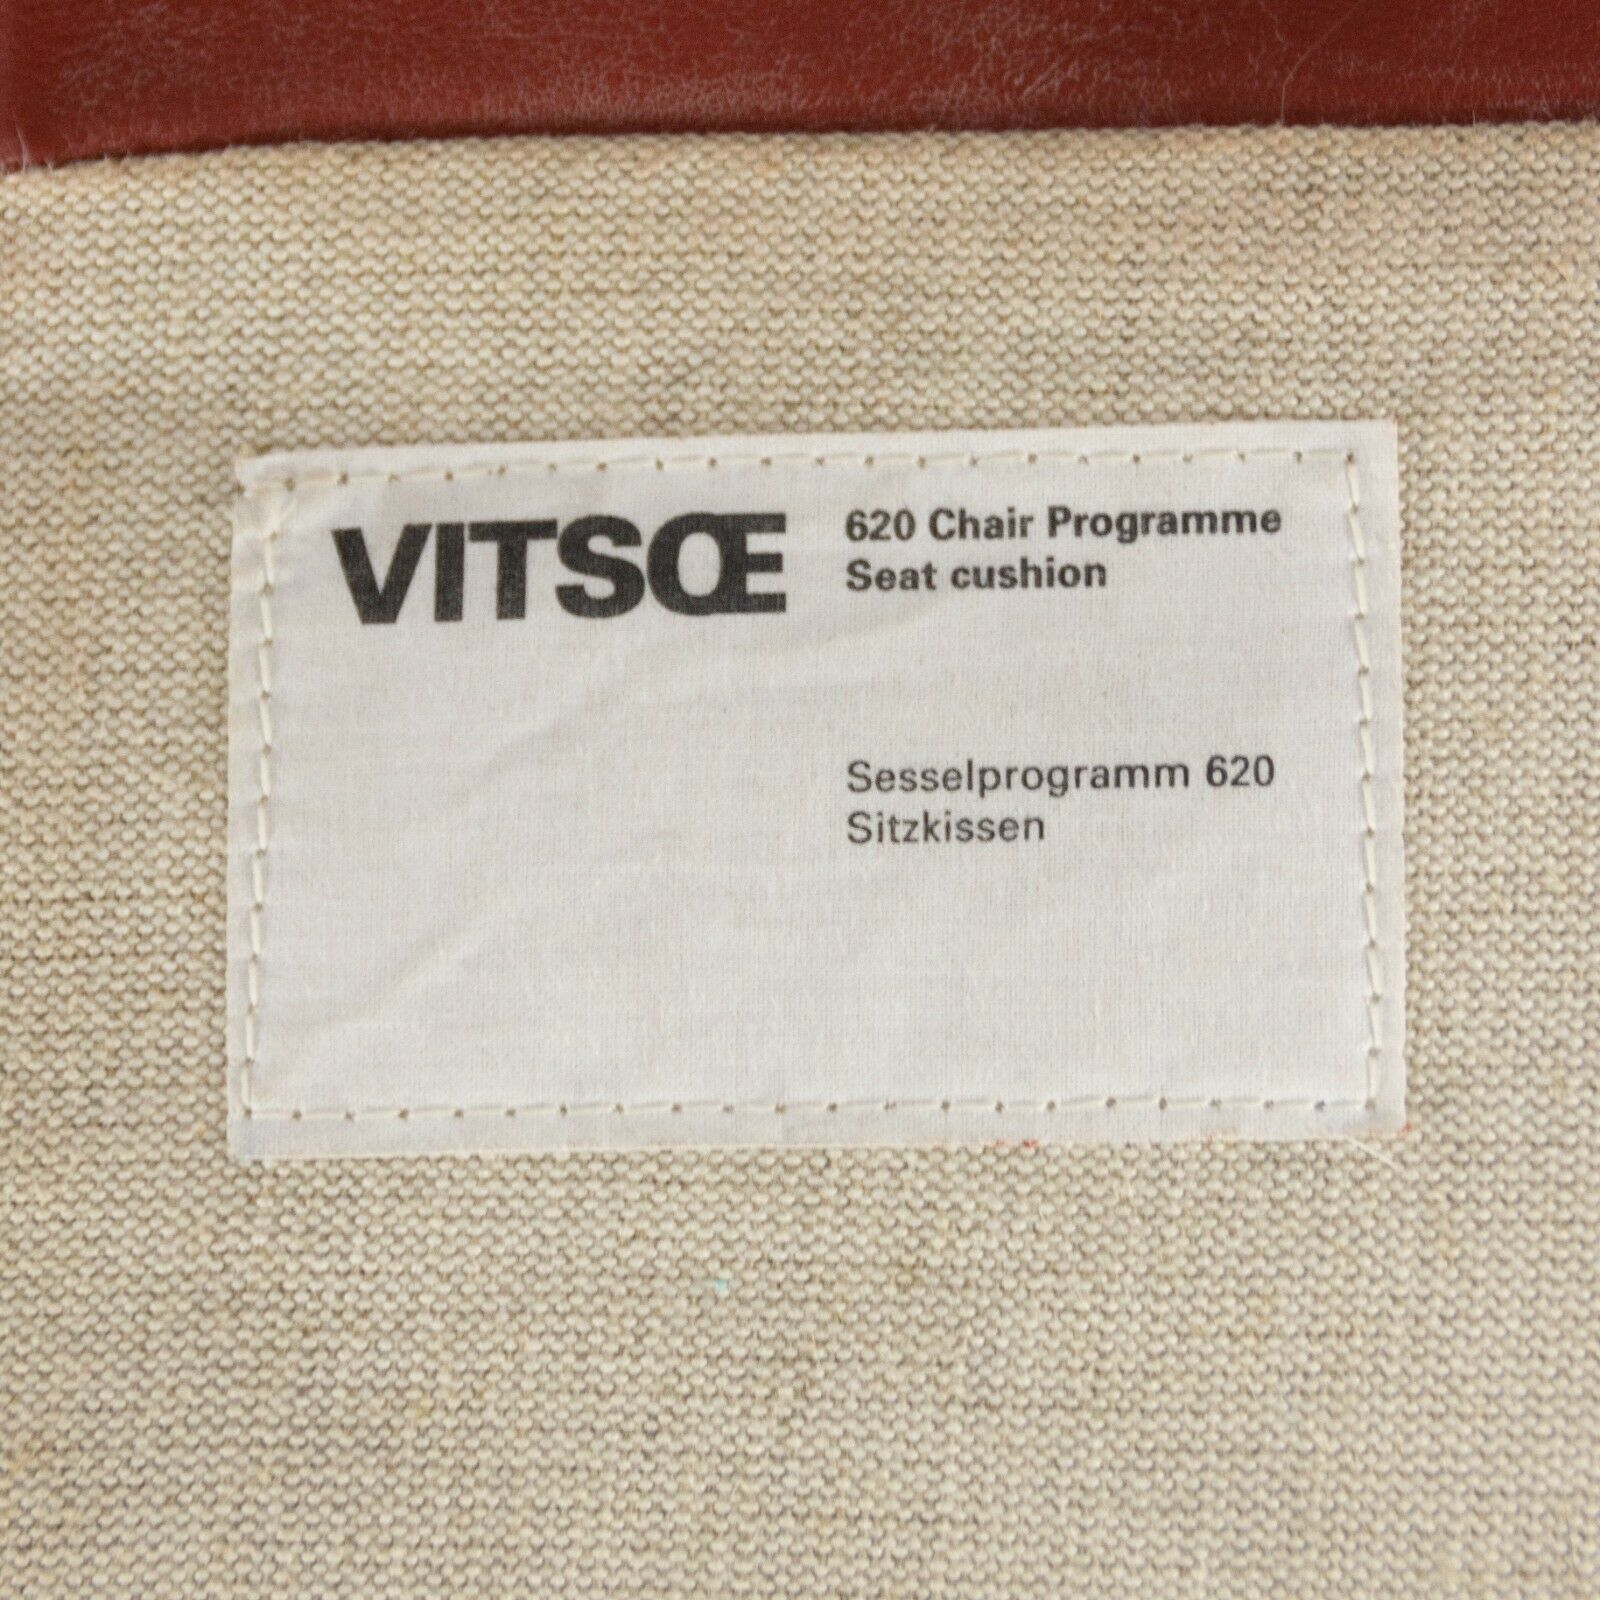 VITSŒ
620 Chair Programme
Seat cushion
Sesselprogramm 620
Sitzkissen